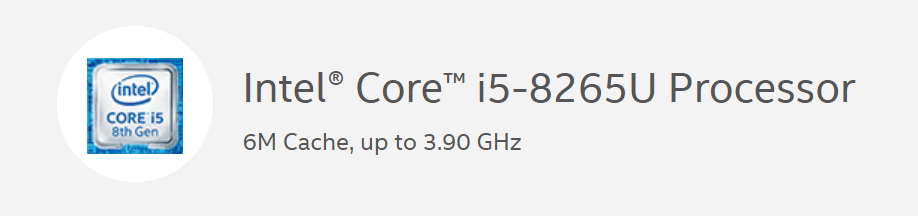 intel
CORE i5
8th Gen
Intel® Core™ i5-8265U Processor
6M Cache, up to 3.90 GHz